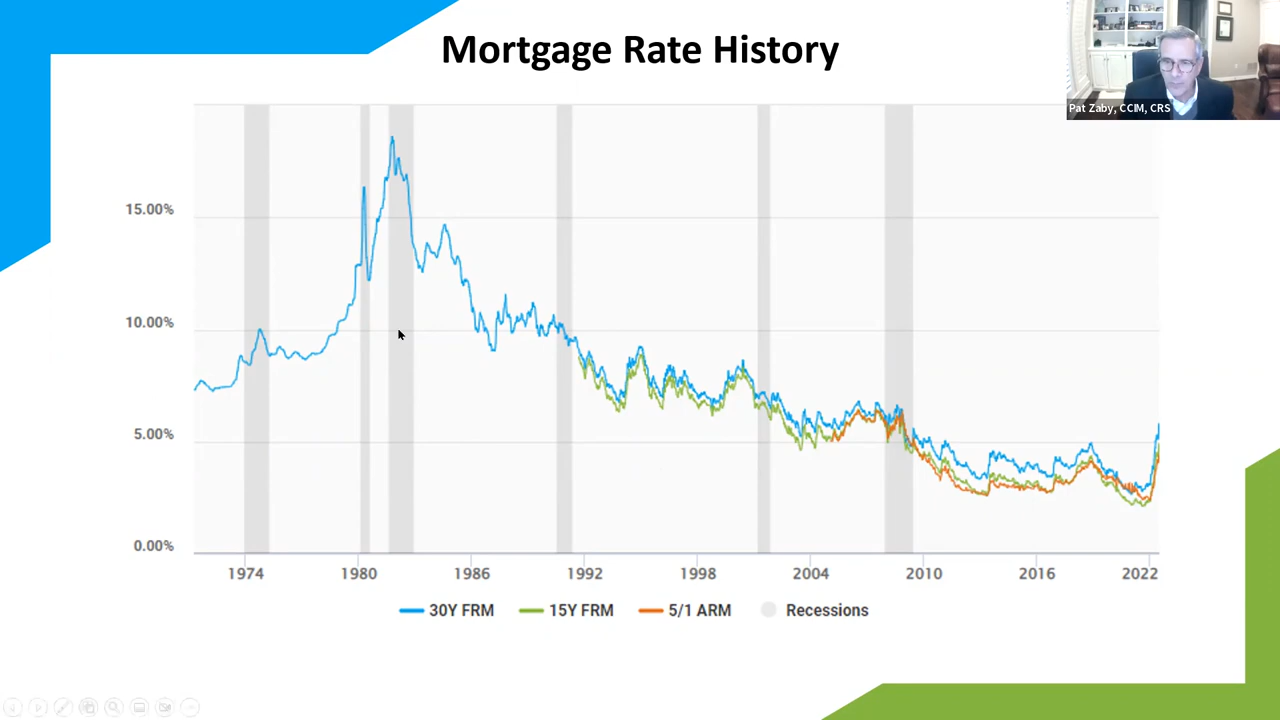 Mortgage Rate History
Pat Zaby, CCIM, CRS
15.00%
10.00%
5.00%
0.00%
1974 1980 1986 1992 1998 2004 2010 2016 2022
30Y FRM 15Y FRM 5/1 ARM Recessions